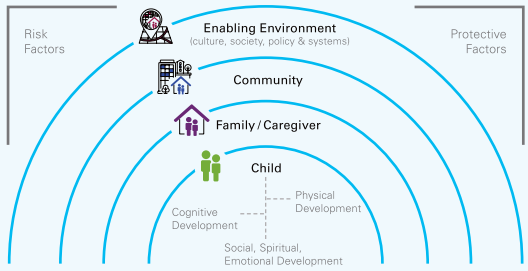 Risk
Factors
Enabling Environment
(culture, society, policy & systems)
Protective
Factors
Community
Family / Caregiver
Child
Physical
Development
Cognitive
Development
Social, Spiritual,
Emotional Development